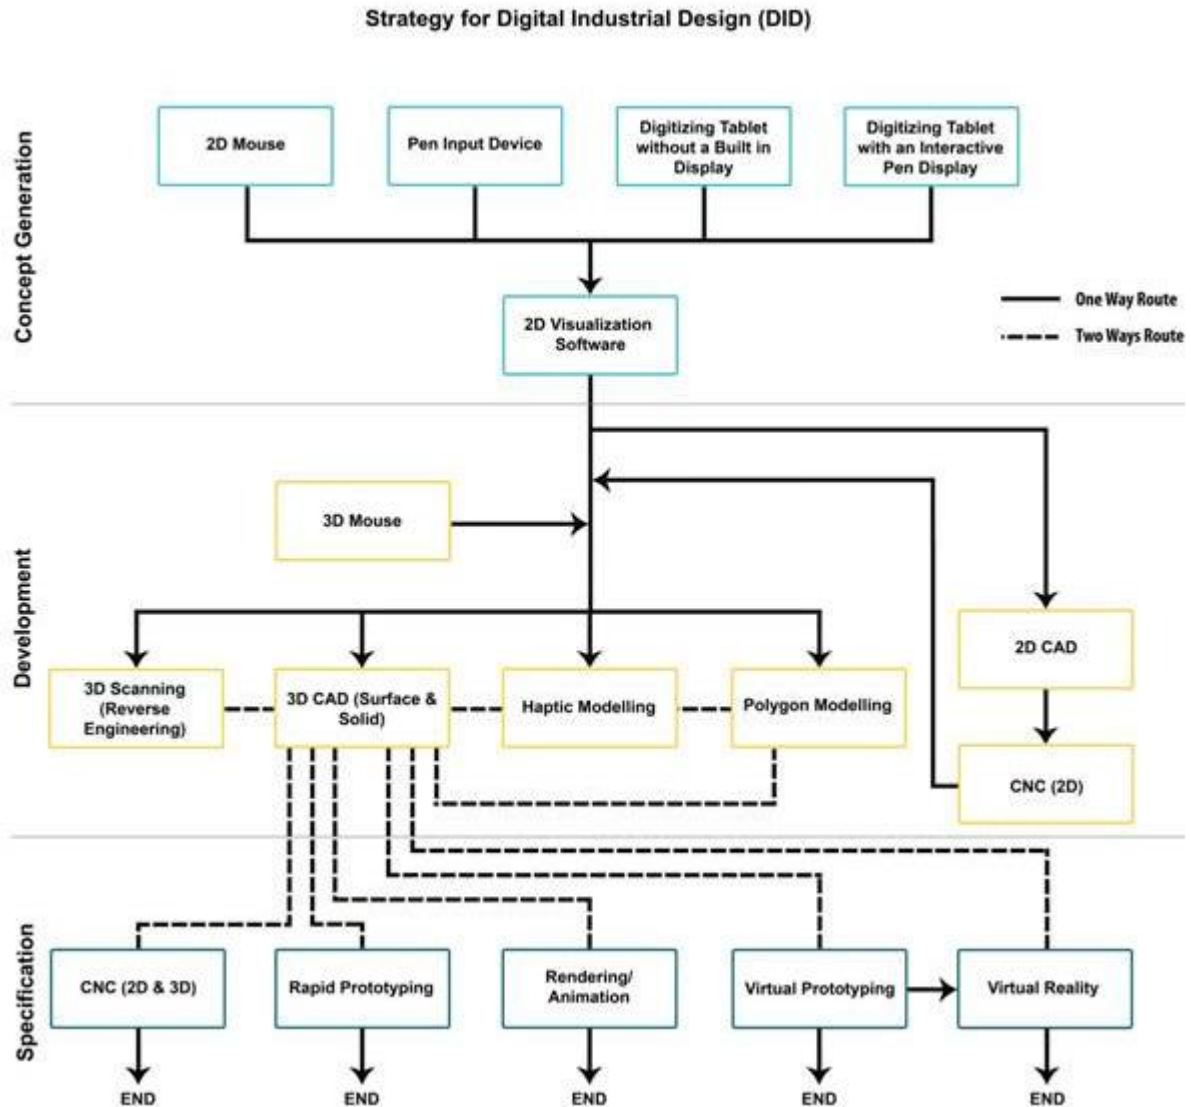 Strategy for Digital Industrial Design (DID)
Concept Generation
2D Mouse
Pen Input Device
Digitizing Tablet
without a Built in
Display
Digitizing Tablet
with an Interactive
Pen Display
2D Visualization
Software
One Way Route
Two Ways Route
Development
3D Mouse
2D CAD
3D Scanning
(Reverse
Engineering)
3D CAD (Surface &
Solid)
Haptic Modelling
Polygon Modelling
CNC (2D)
Specification
CNC (2D & 3D)
Rapid Prototyping
Rendering/
Animation
Virtual Prototyping
Virtual Reality
END
END
END
END
END